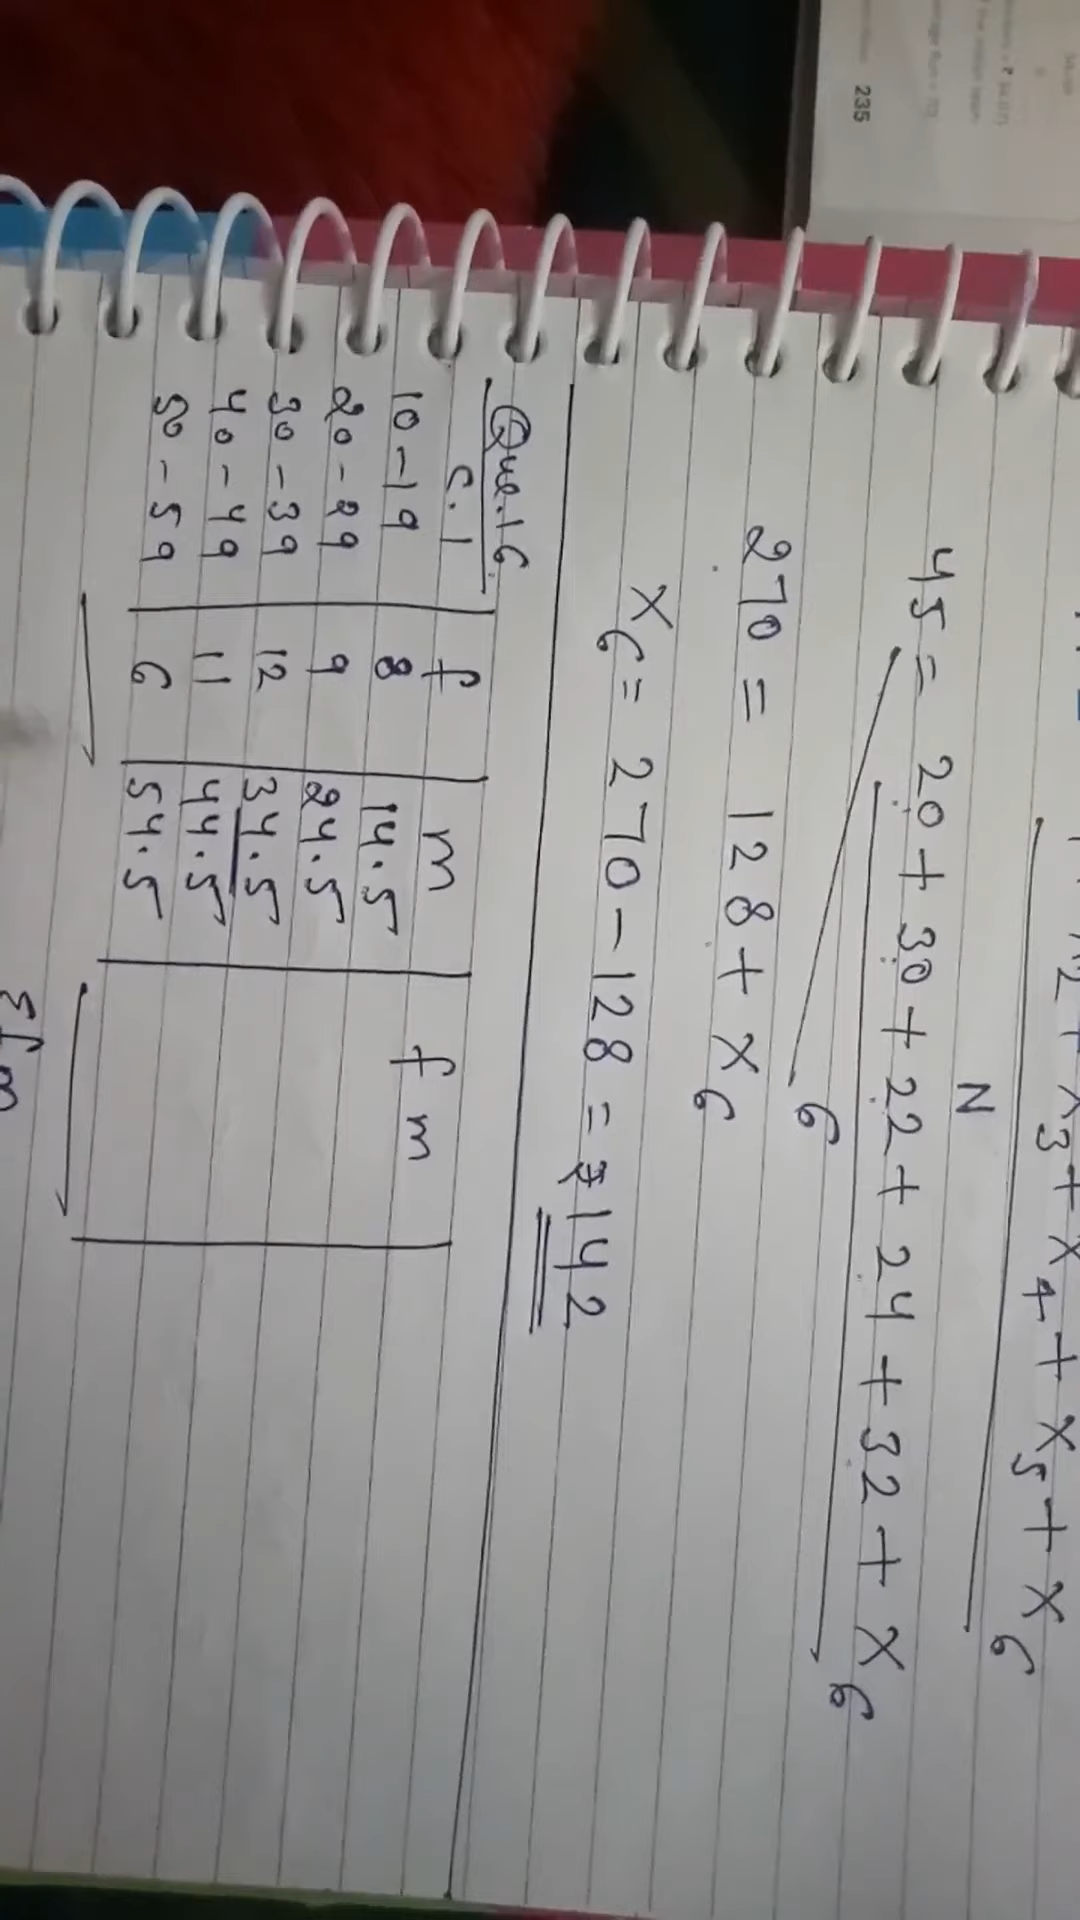 235
X3 + X4 + X5 + X6
N
45 = 20 + 30 + 22 + 24 + 32 + X6
6
270 = 128 + X6
X6 = 270 - 128 = ₹142
Que.16
C.I f m fm
10-19 8 14.5
20-29 9 24.5
30-39 12 34.5
40-49 11 44.5
50-59 6 54.5
Σfm